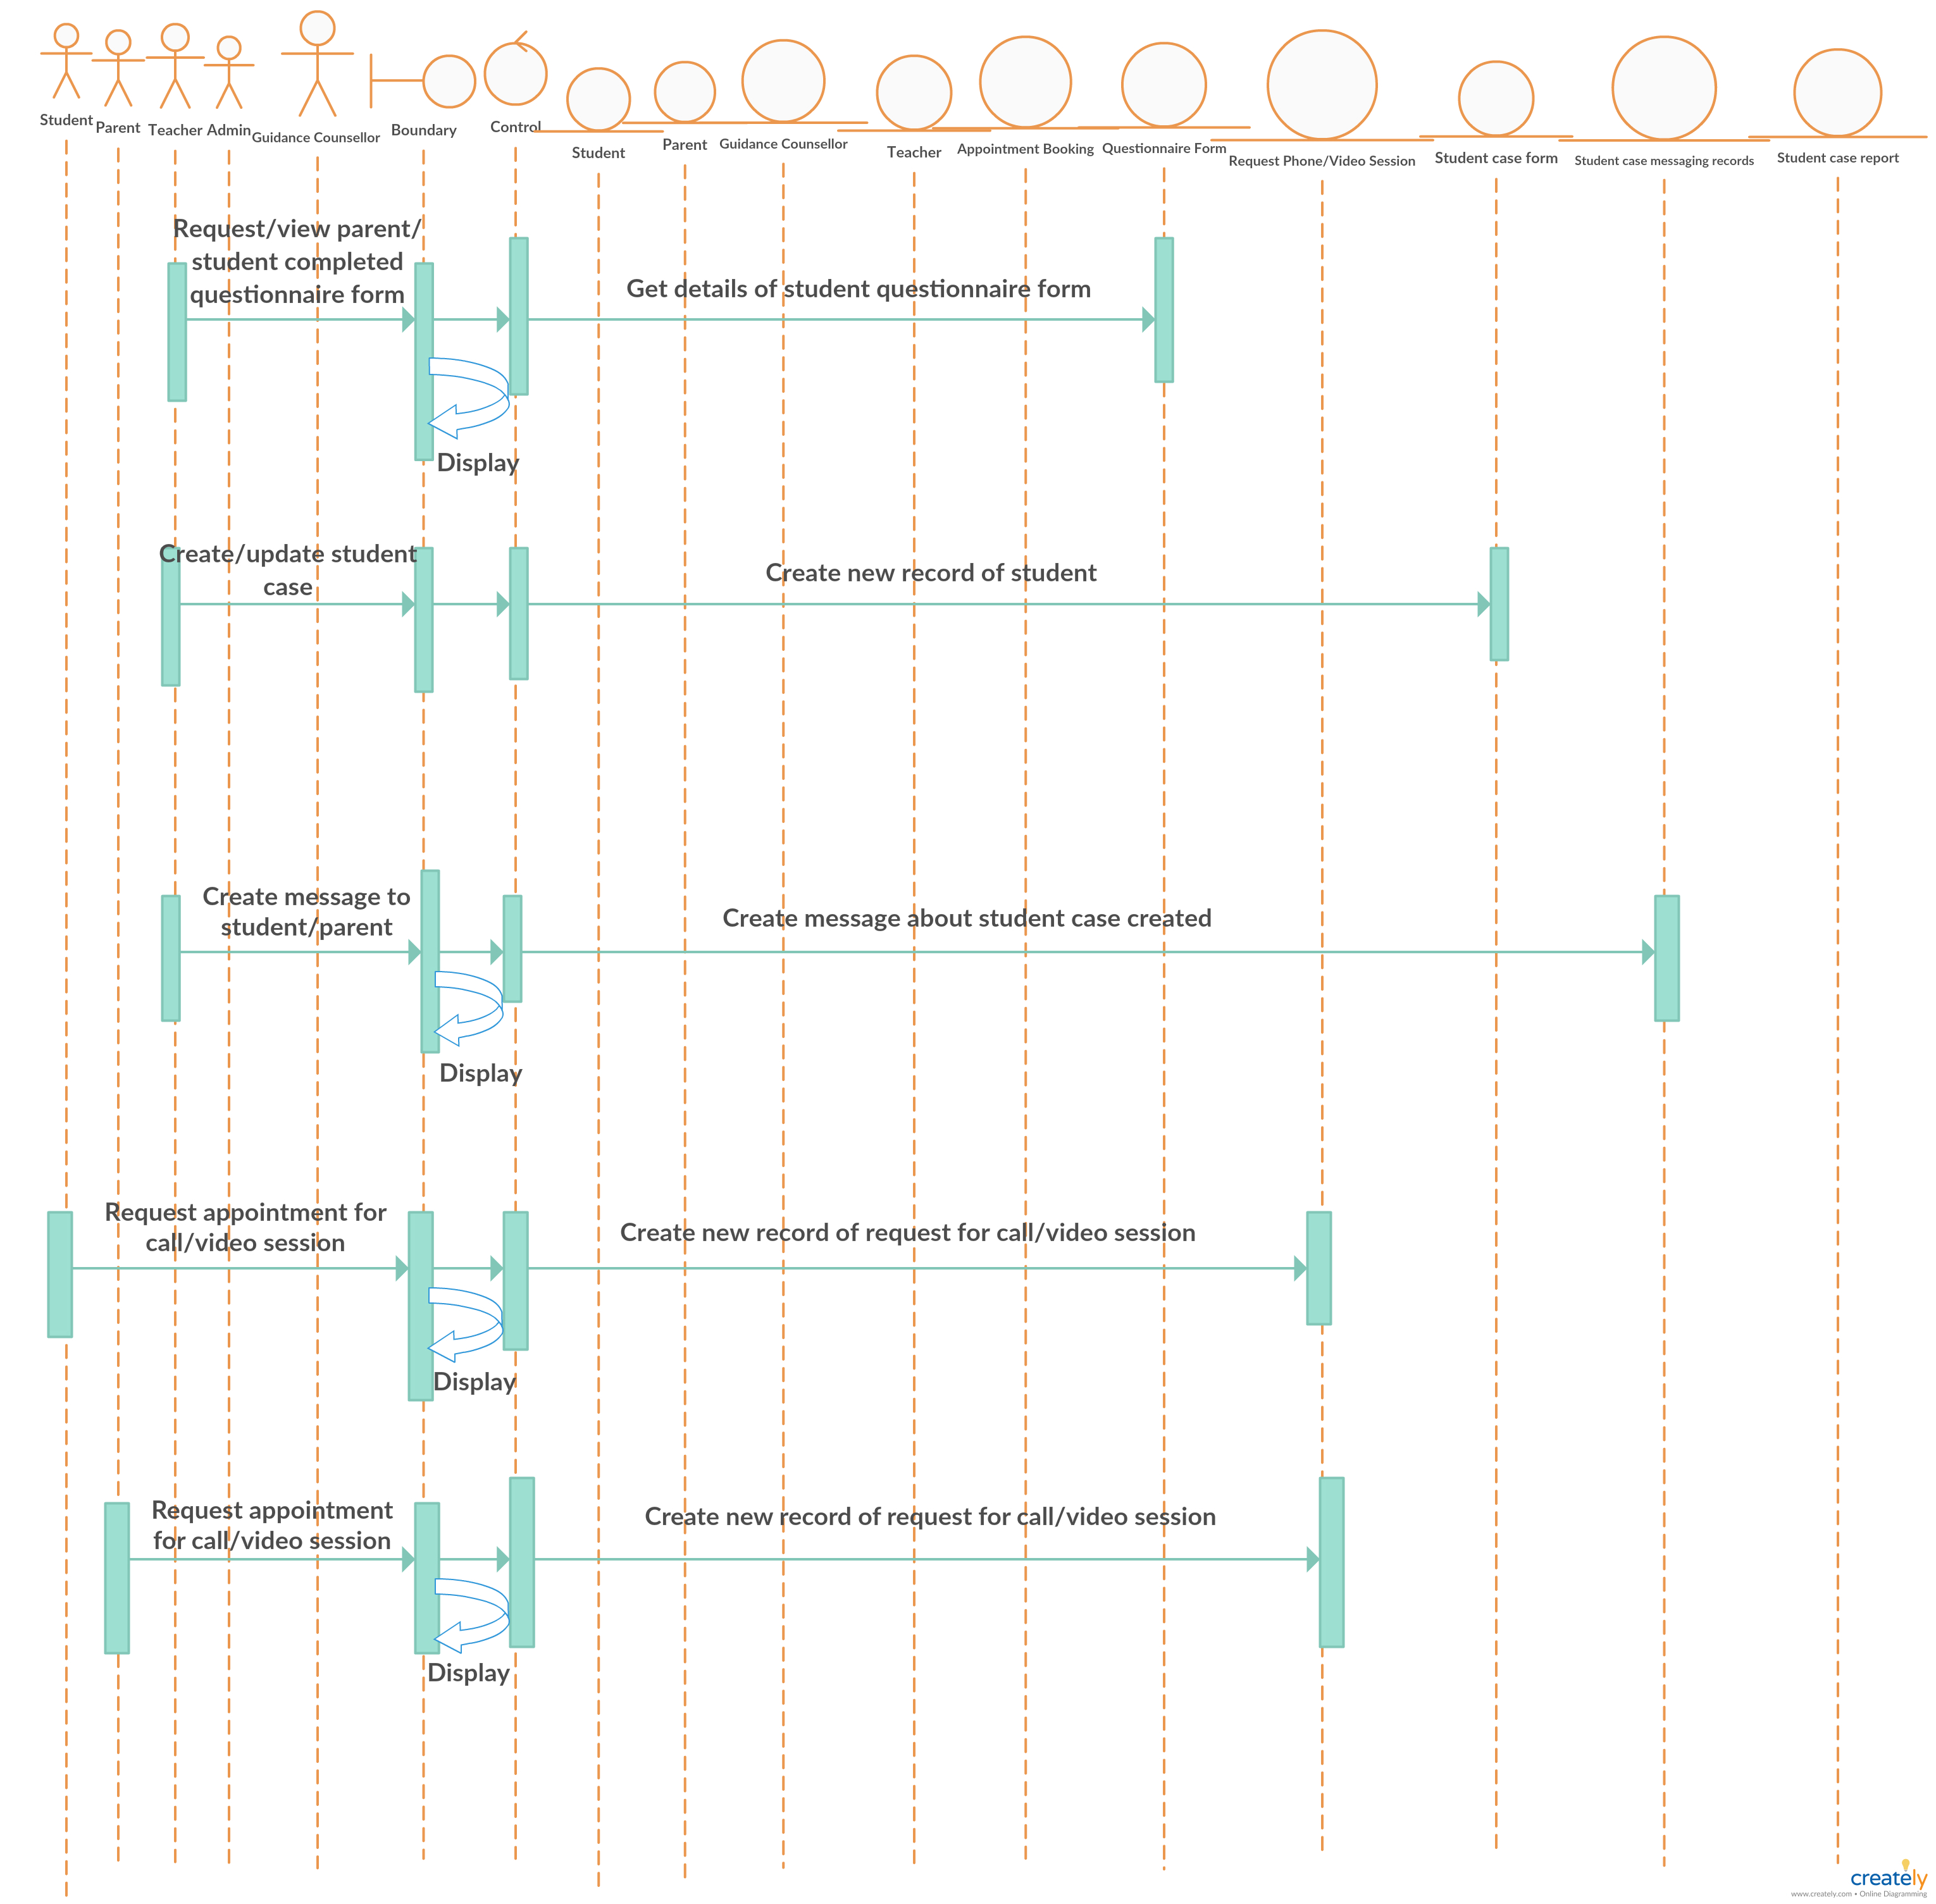 Student
Parent
Teacher
Admin
Guidance Counsellor
Boundary
Control
Student
Parent
Guidance Counsellor
Teacher
Appointment Booking
Questionnaire Form
Request Phone/Video Session
Student case form
Student case messaging records
Student case report
Request/view parent/
student completed
questionnaire form
Get details of student questionnaire form
Display
Create/update student
case
Create new record of student
Create message to
student/parent
Create message about student case created
Display
Request appointment for
call/video session
Create new record of request for call/video session
Display
Request appointment
for call/video session
Create new record of request for call/video session
Display
creately
www.creately.com • Online Diagramming